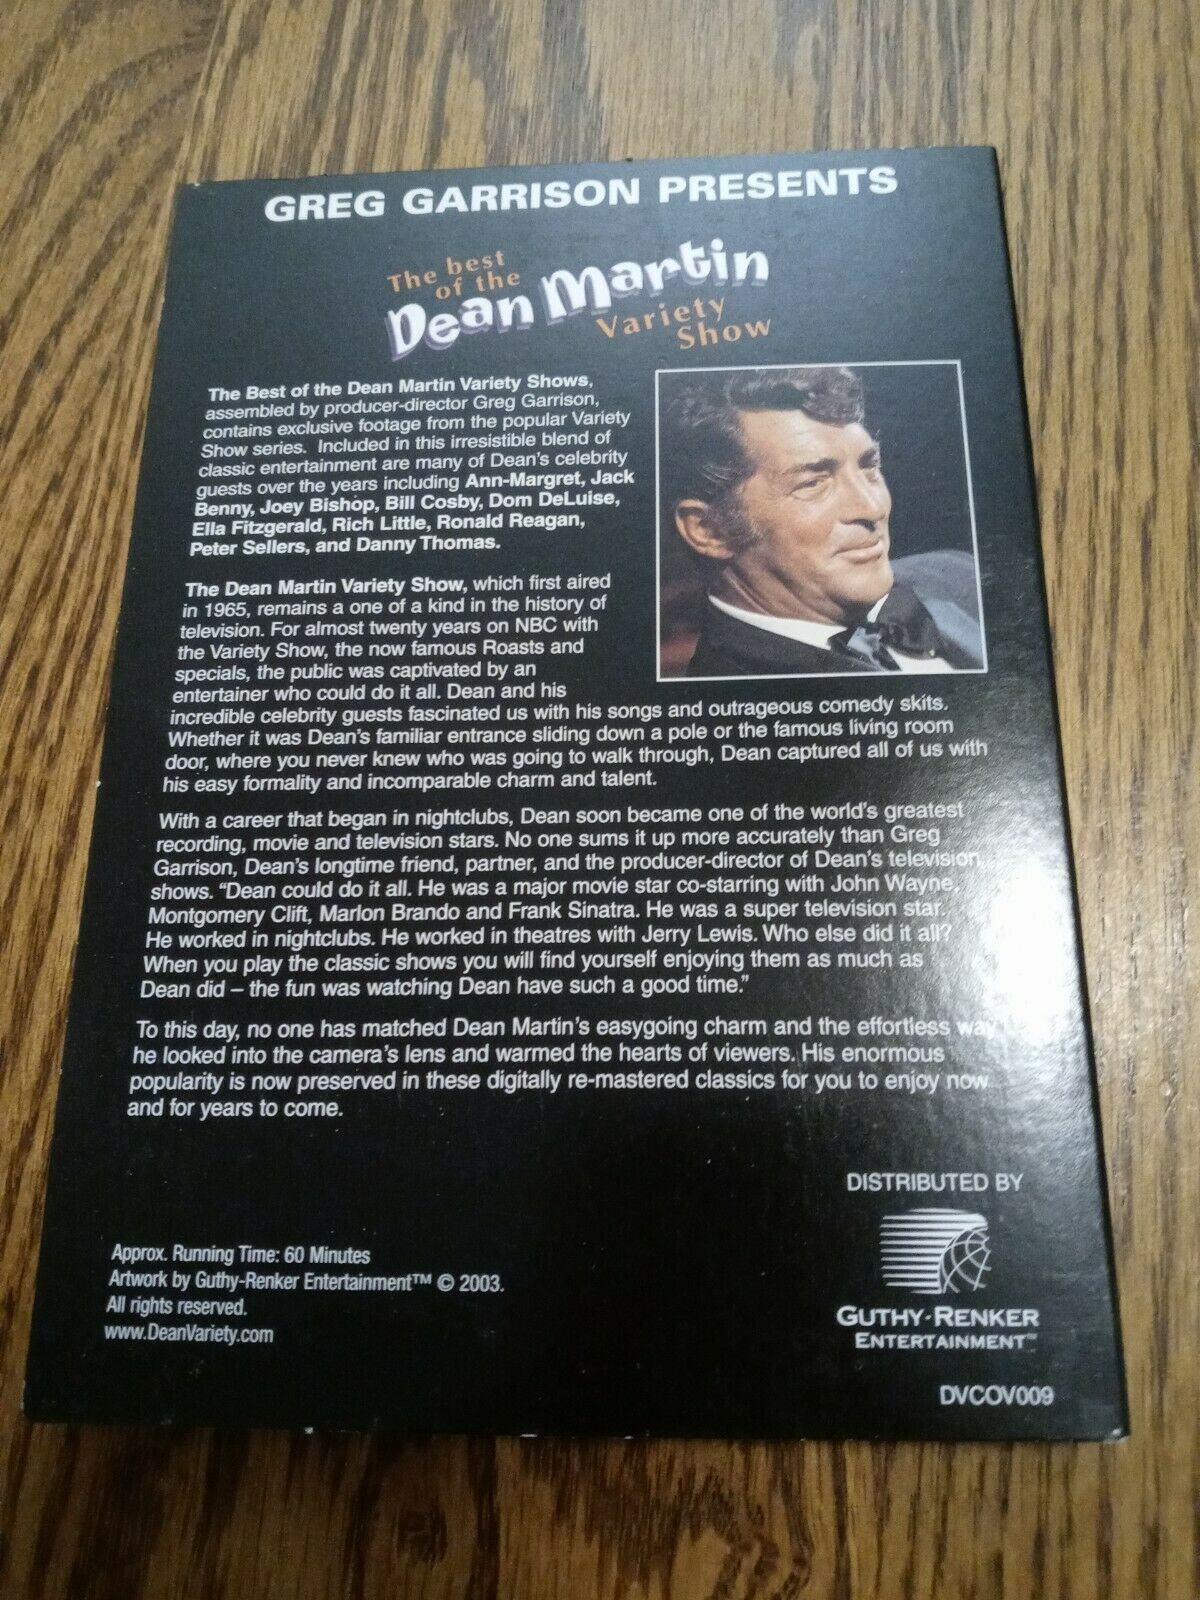 GREG GARRISON PRESENTS
The best
of the
Dean Martin
Variety
Show
The Best of the Dean Martin Variety Shows,
assembled by producer-director Greg Garrison,
contains exclusive footage from the popular Variety
Show series. Included in this irresistible blend of
classic entertainment are many of Dean's celebrity
guests over the years including Ann-Margret, Jack
Benny, Joey Bishop, Bill Cosby, Dom DeLuise,
Ella Fitzgerald, Rich Little, Ronald Reagan,
Peter Sellers, and Danny Thomas.
The Dean Martin Variety Show, which first aired
in 1965, remains a one of a kind in the history of
television. For almost twenty years on NBC with
the Variety Show, the now famous Roasts and
specials, the public was captivated by an
entertainer who could do it all. Dean and his
incredible celebrity guests fascinated us with his songs and outrageous comedy skits.
Whether it was Dean's familiar entrance sliding down a pole or the famous living room
door, where you never knew who was going to walk through, Dean captured all of us with
his easy formality and incomparable charm and talent.
With a career that began in nightclubs, Dean soon became one of the world's greatest
recording, movie and television stars. No one sums it up more accurately than Greg
Garrison, Dean's longtime friend, partner, and the producer-director of Dean's television
shows. "Dean could do it all. He was a major movie star co-starring with John Wayne,
Montgomery Clift, Marlon Brando and Frank Sinatra. He was a super television star.
He worked in nightclubs. He worked in theatres with Jerry Lewis. Who else did it all?
When you play the classic shows you will find yourself enjoying them as much as
Dean did – the fun was watching Dean have such a good time."
To this day, no one has matched Dean Martin's easygoing charm and the effortless way
he looked into the camera's lens and warmed the hearts of viewers. His enormous
popularity is now preserved in these digitally re-mastered classics for you to enjoy now
and for years to come.
DISTRIBUTED BY
GUTHY-RENKER
ENTERTAINMENT™
DVCOV009
Approx. Running Time: 60 Minutes
Artwork by Guthy-Renker Entertainment™ © 2003.
All rights reserved.
www.DeanVariety.com